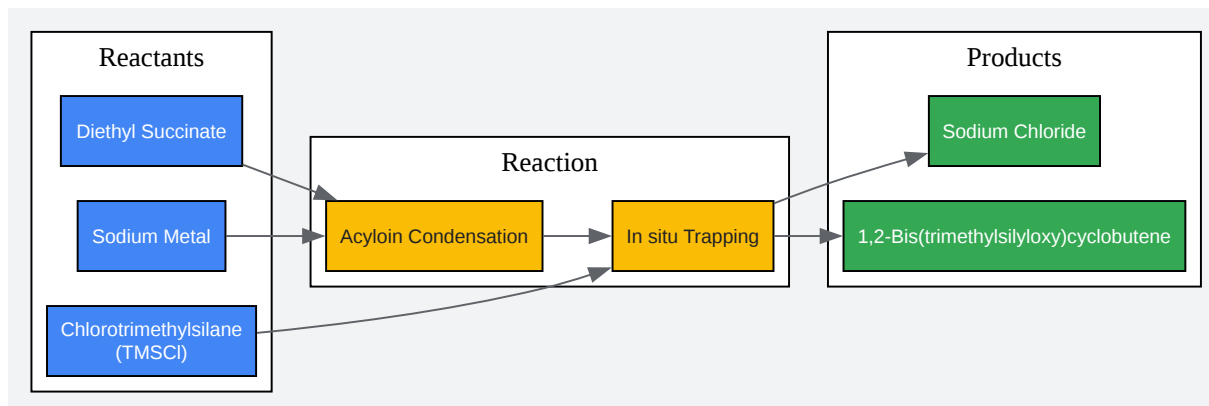 Reactants
Diethyl Succinate
Sodium Metal
Chlorotrimethylsilane
(TMSCl)
Reaction
Acyloin Condensation
In situ Trapping
Products
Sodium Chloride
1,2-Bis(trimethylsilyloxy)cyclobutene